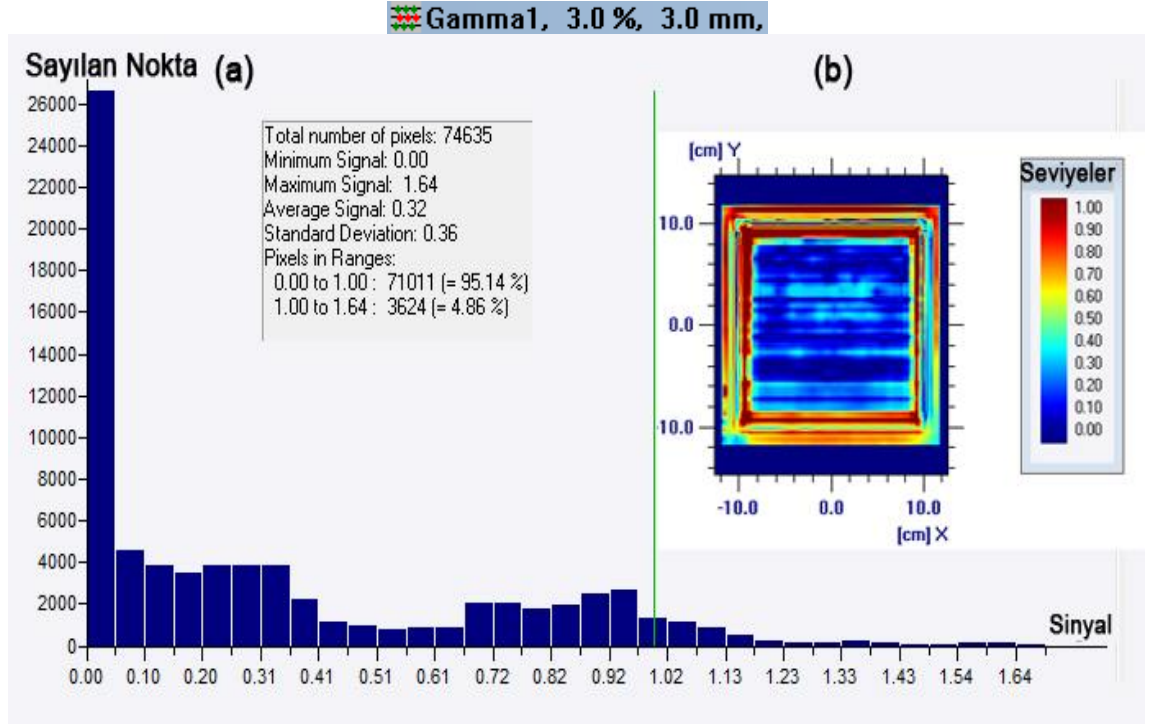 Gamma1, 3.0 %, 3.0 mm,
Sayılan Nokta (a)
(b)
26000
24000
22000
20000
18000
16000
14000
12000
10000
8000
6000
4000
2000
0
Total number of pixels: 74635
Minimum Signal: 0.00
Maximum Signal: 1.64
Average Signal: 0.32
Standard Deviation: 0.36
Pixels in Ranges:
0.00 to 1.00 : 71011 (= 95.14 %)
1.00 to 1.64 : 3624 (= 4.86 %)
[cm] Y
10.0
0.0
10.0
-10.0 0.0 10.0
[cm] X
Seviyeler
1.00
0.90
0.80
0.70
0.60
0.50
0.40
0.30
0.20
0.10
0.00
Sinyal
0.00 0.10 0.20 0.31 0.41 0.51 0.61 0.72 0.82 0.92 1.02 1.13 1.23 1.33 1.43 1.54 1.64